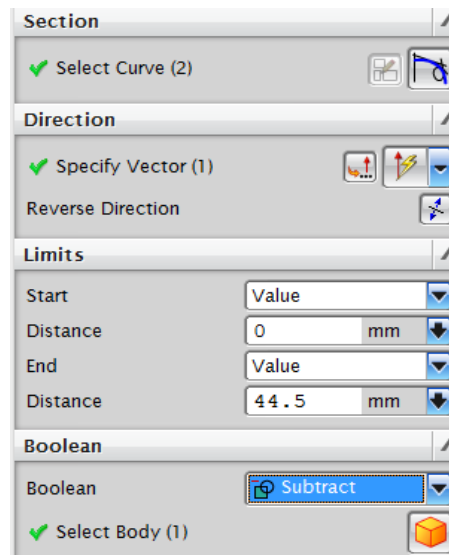 Section
Select Curve (2)
Direction
Specify Vector (1)
Reverse Direction
Limits
Start Value
Distance 0 mm
End Value
Distance 44.5 mm
Boolean
Boolean Subtract
Select Body (1)